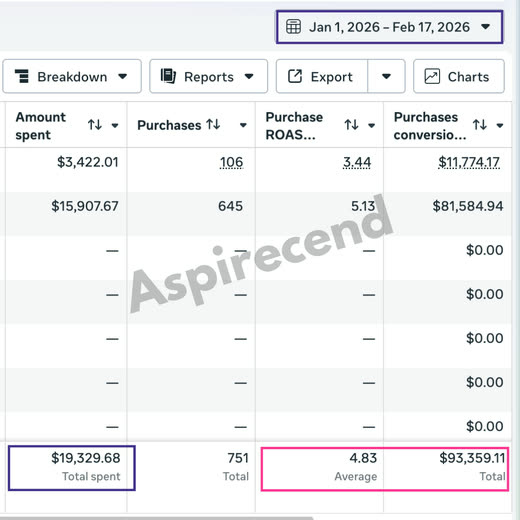 Jan 1, 2026 – Feb 17, 2026
Breakdown Reports Export Charts
Amount spent Purchases Purchase ROAS... Purchases conversio...
$3,422.01 106 3.44 $11,774.17
$15,907.67 645 5.13 $81,584.94
— — — $0.00
— — — $0.00
— — — $0.00
— — — $0.00
— — — $0.00
$19,329.68 751 4.83 $93,359.11
Total spent Total Average Total
Aspirecend